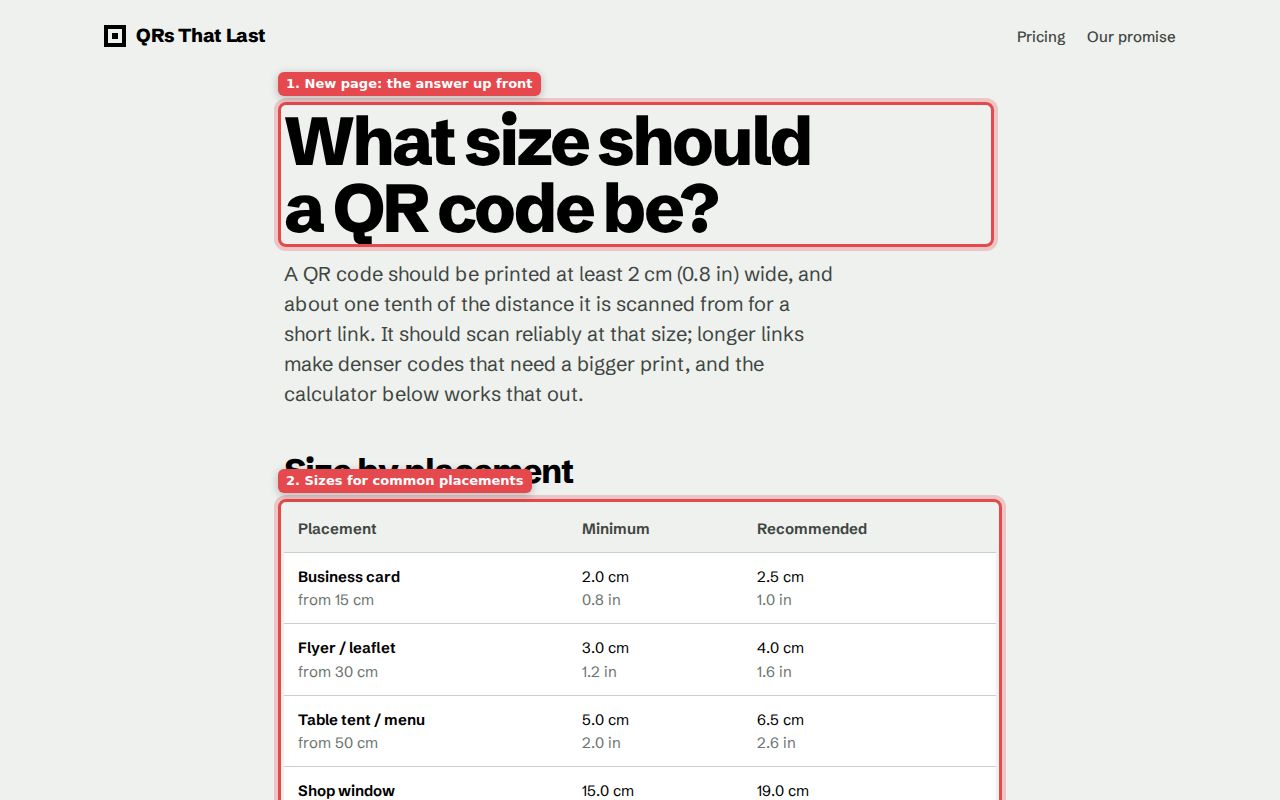 QRs That Last
Pricing
Our promise
1. New page: the answer up front
What size should
a QR code be?
A QR code should be printed at least 2 cm (0.8 in) wide, and
about one tenth of the distance it is scanned from for a
short link. It should scan reliably at that size; longer links
make denser codes that need a bigger print, and the
calculator below works that out.
Size by placement
2. Sizes for common placements
Placement Minimum Recommended
Business card 2.0 cm 2.5 cm
from 15 cm 0.8 in 1.0 in
Flyer / leaflet 3.0 cm 4.0 cm
from 30 cm 1.2 in 1.6 in
Table tent / menu 5.0 cm 6.5 cm
from 50 cm 2.0 in 2.6 in
Shop window 15.0 cm 19.0 cm